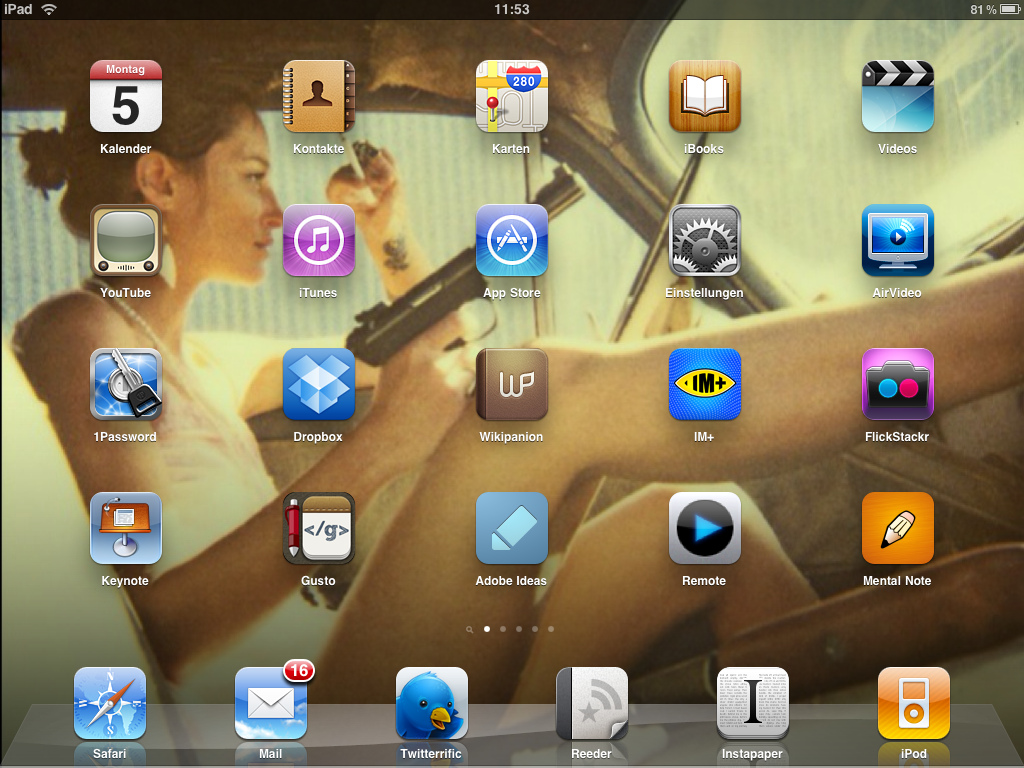 iPad 11:53 81 %
Montag
5
280
Kalender Kontakte Karten iBooks Videos
YouTube iTunes App Store Einstellungen AirVideo
WP
IM+
1Password Dropbox Wikipanion IM+ FlickStackr
</g>
Keynote Gusto Adobe Ideas Remote Mental Note
16
I
Safari Mail Twitterrific Reeder Instapaper iPod